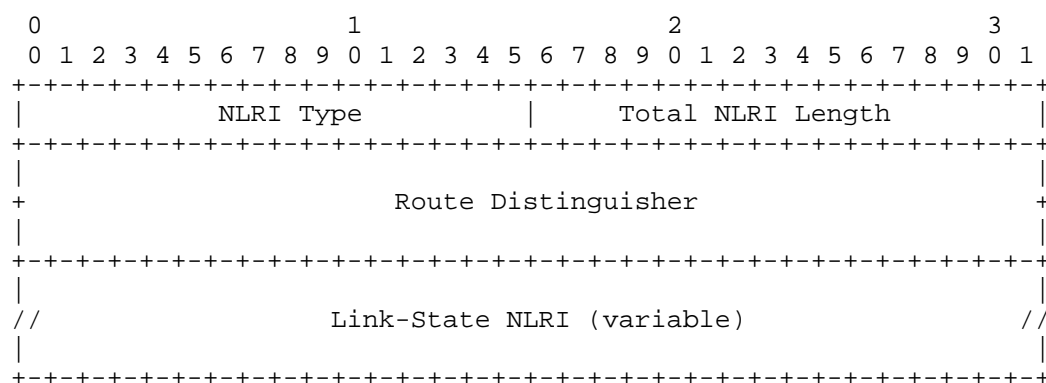 0                   1                   2                   3
 0 1 2 3 4 5 6 7 8 9 0 1 2 3 4 5 6 7 8 9 0 1 2 3 4 5 6 7 8 9 0 1
+-+-+-+-+-+-+-+-+-+-+-+-+-+-+-+-+-+-+-+-+-+-+-+-+-+-+-+-+-+-+-+-+
|            NLRI Type          |     Total NLRI Length         |
+-+-+-+-+-+-+-+-+-+-+-+-+-+-+-+-+-+-+-+-+-+-+-+-+-+-+-+-+-+-+-+-+
|                                                               |
+                       Route Distinguisher                     +
|                                                               |
+-+-+-+-+-+-+-+-+-+-+-+-+-+-+-+-+-+-+-+-+-+-+-+-+-+-+-+-+-+-+-+-+
|                                                               |
//                  Link-State NLRI (variable)                 //
|                                                               |
+-+-+-+-+-+-+-+-+-+-+-+-+-+-+-+-+-+-+-+-+-+-+-+-+-+-+-+-+-+-+-+-+